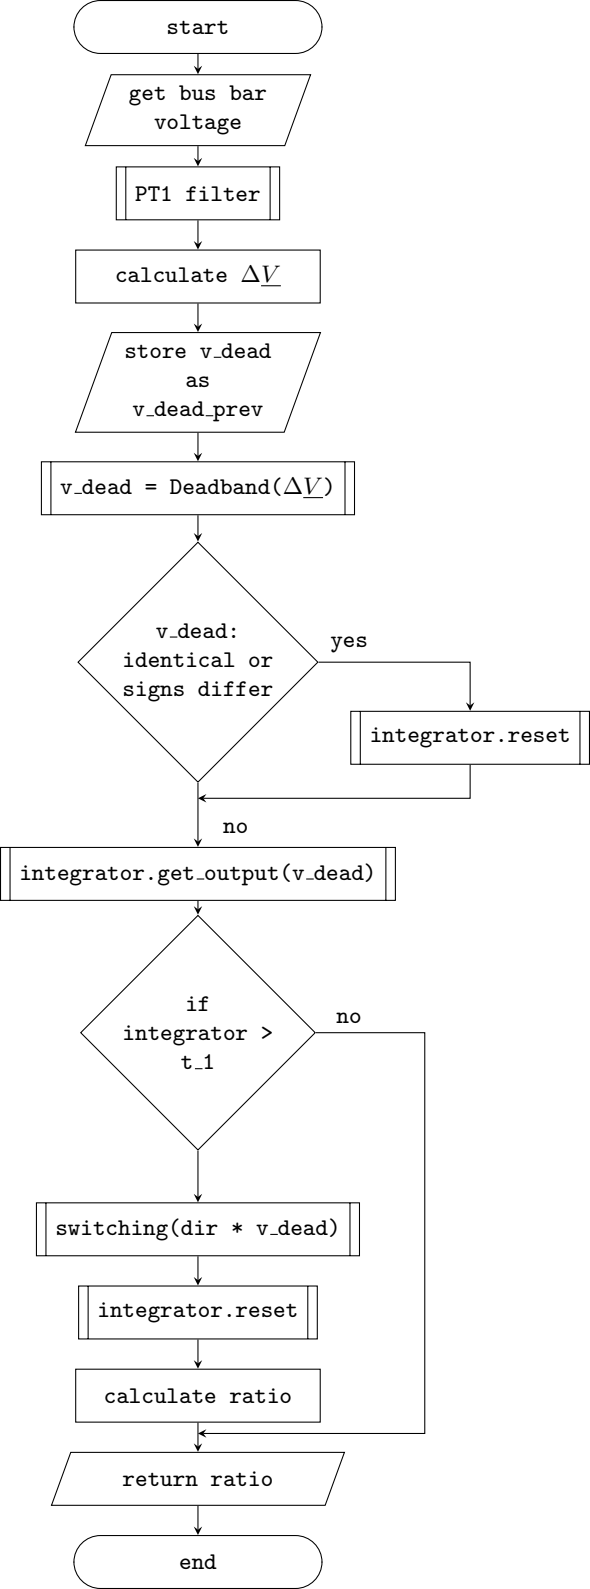 start
get bus bar
voltage
PT1 filter
calculate ΔV
store v_dead
as
v_dead_prev
v_dead = Deadband(ΔV)
v_dead:
identical or
signs differ
yes
integrator.reset
no
integrator.get_output(v_dead)
if
integrator >
t_1
no
switching(dir * v_dead)
integrator.reset
calculate ratio
return ratio
end